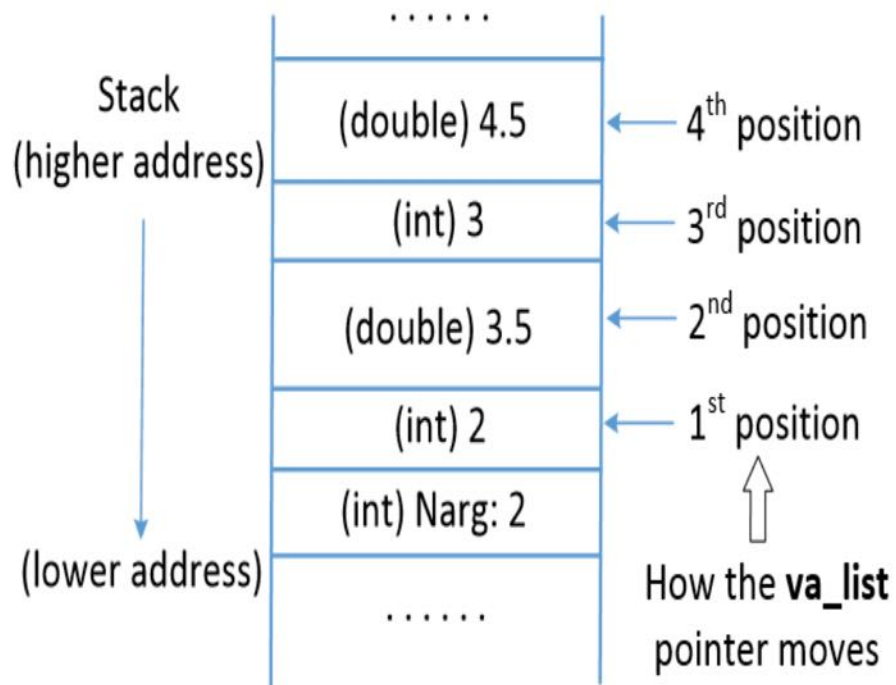 . . . . . .
Stack
(higher address)
(double) 4.5
4th position
(int) 3
3rd position
(double) 3.5
2nd position
(int) 2
1st position
(int) Narg: 2
(lower address)
. . . . . .
How the va_list
pointer moves